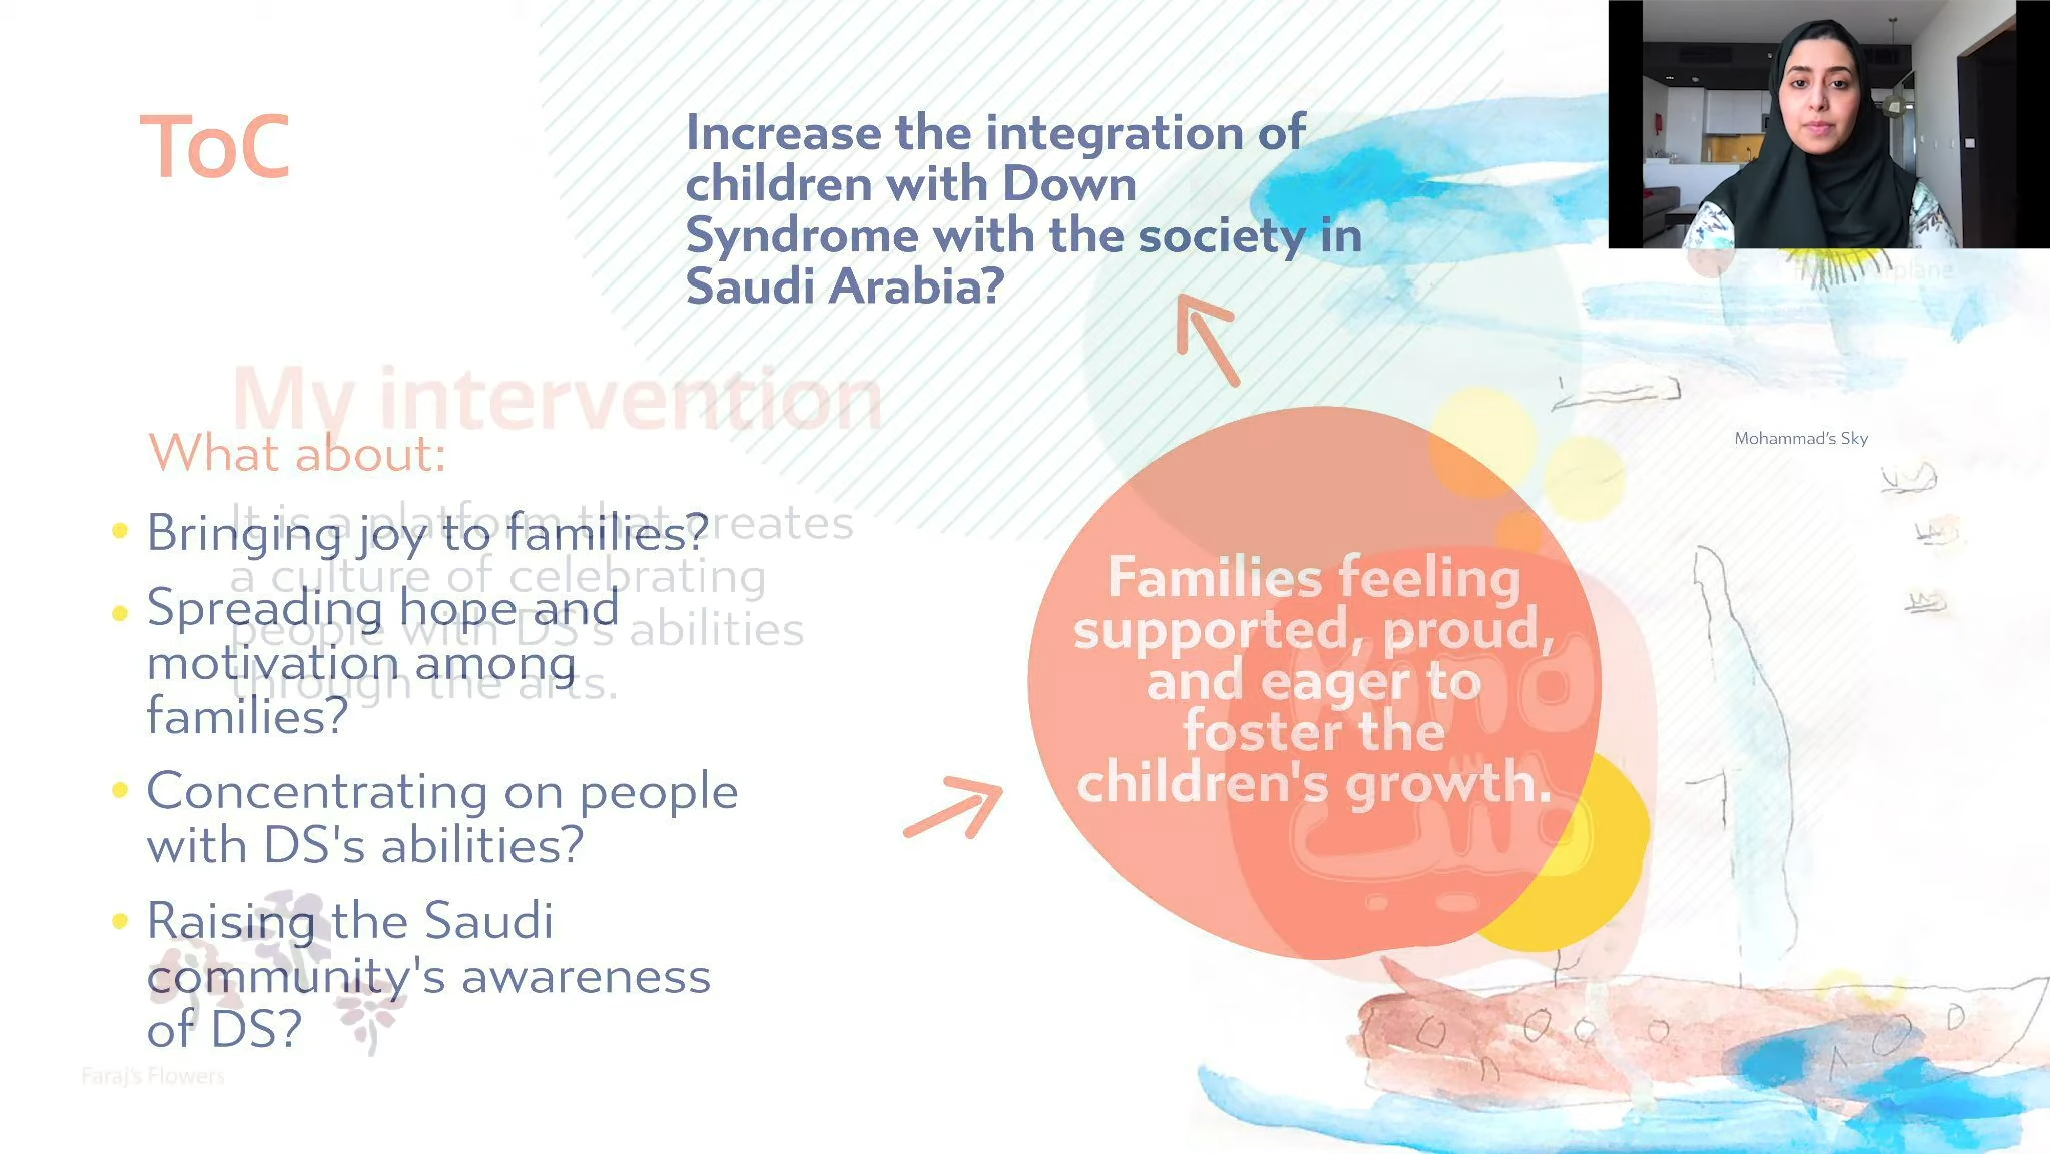 ToC
Increase the integration of
children with Down
Syndrome with the society in
Saudi Arabia?
My intervention
What about:
Bringing joy to families?
Spreading hope and
motivation among
families?
Concentrating on people
with DS's abilities?
Raising the Saudi
community's awareness
of DS?
It is a platform that creates
a culture of celebrating
people with DS's abilities
through the arts.
Families feeling
supported, proud,
and eager to
foster the
children's growth.
Kind
Mohammad's Sky
Faraj's Flowers